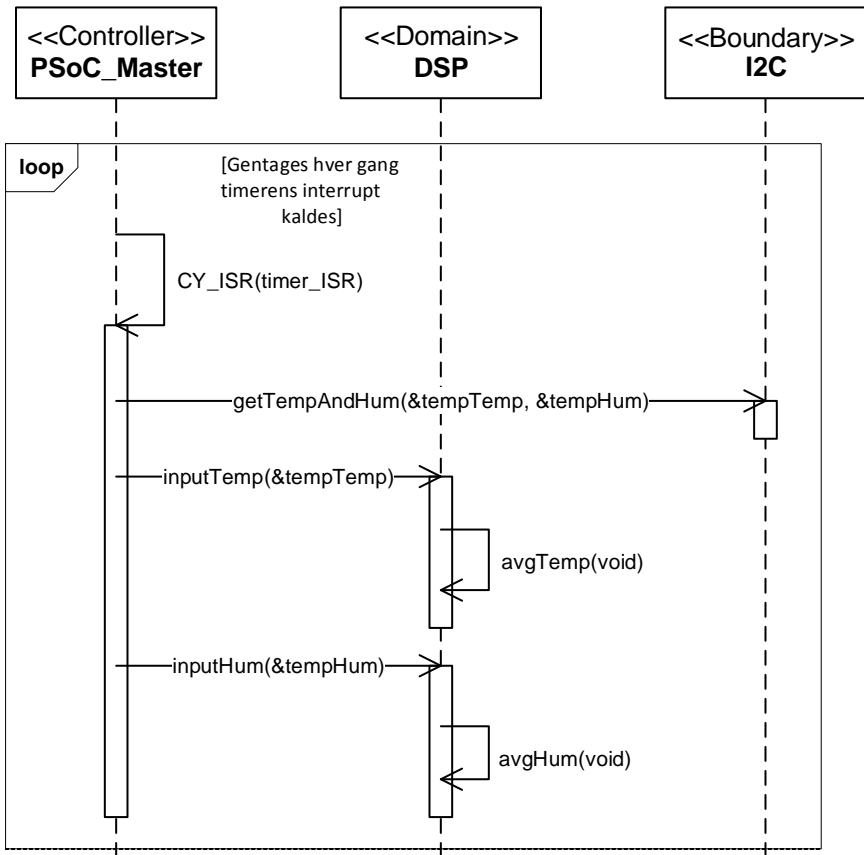 <<Controller>>
PSoC_Master
<<Domain>>
DSP
<<Boundary>>
I2C
loop
[Gentages hver gang
timerens interrupt
kaldes]
CY_ISR(timer_ISR)
getTempAndHum(&tempTemp, &tempHum)
inputTemp(&tempTemp)
avgTemp(void)
inputHum(&tempHum)
avgHum(void)